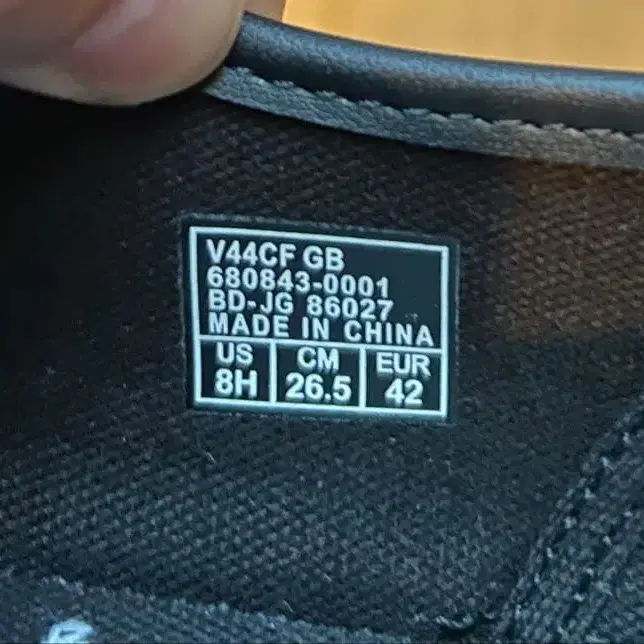 V44CF GB
680843-0001
BD-JG 86027
MADE IN CHINA
US CM EUR
8H 26.5 42